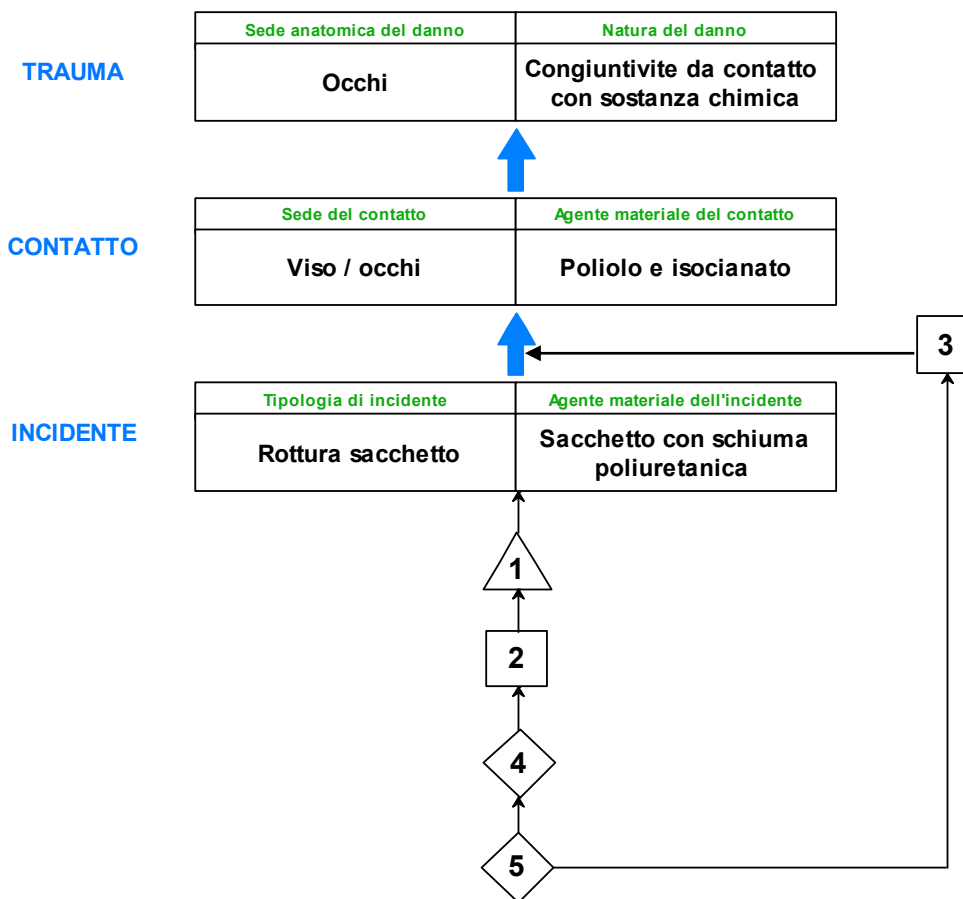 Sede anatomica del danno
Natura del danno
TRAUMA
Occhi
Congiuntivite da contatto
con sostanza chimica
Sede del contatto
Agente materiale del contatto
CONTATTO
Viso / occhi
Poliolo e isocianato
3
Tipologia di incidente
Agente materiale dell'incidente
INCIDENTE
Rottura sacchetto
Sacchetto con schiuma
poliuretanica
1
2
4
5